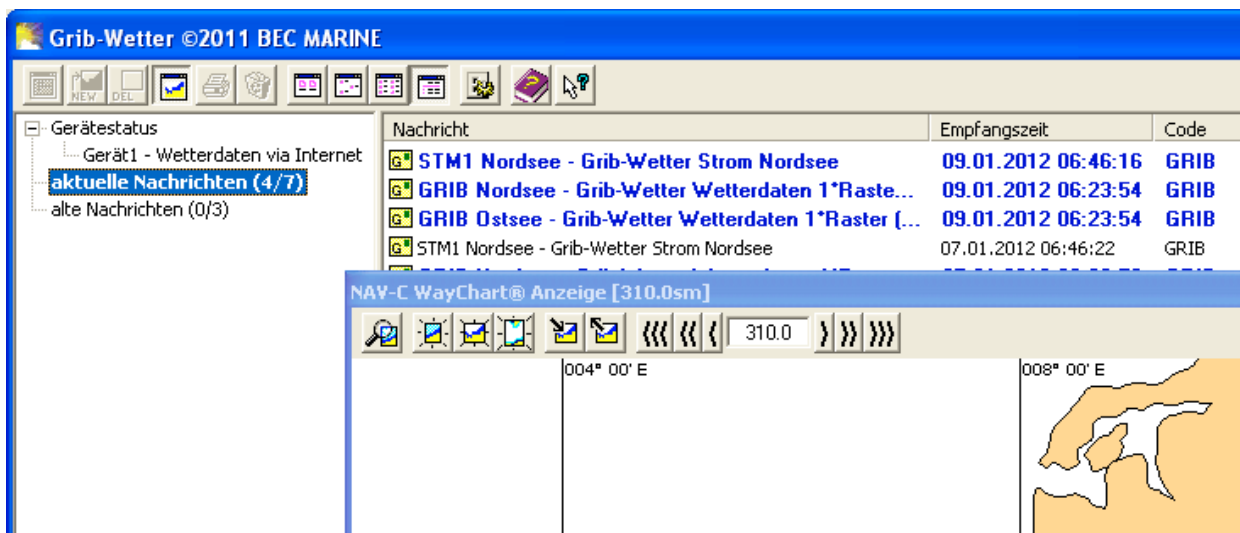 Grib-Wetter ©2011 BEC MARINE
NEW DEL
Gerätestatus
Gerät1 - Wetterdaten via Internet
aktuelle Nachrichten (4/7)
alte Nachrichten (0/3)
Nachricht Empfangszeit Code
STM1 Nordsee - Grib-Wetter Strom Nordsee 09.01.2012 06:46:16 GRIB
GRIB Nordsee - Grib-Wetter Wetterdaten 1*Raste... 09.01.2012 06:23:54 GRIB
GRIB Ostsee - Grib-Wetter Wetterdaten 1*Raster (... 09.01.2012 06:23:54 GRIB
STM1 Nordsee - Grib-Wetter Strom Nordsee 07.01.2012 06:46:22 GRIB
NAV-C WayChart® Anzeige [310.0sm]
310.0
004° 00' E 008° 00' E